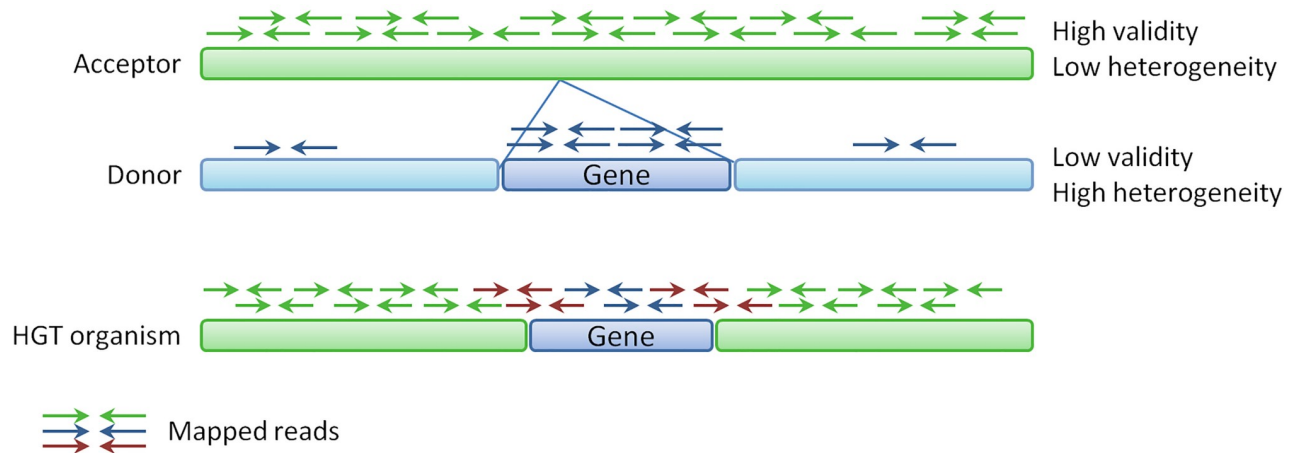 High validity
Acceptor
Low heterogeneity
Low validity
Donor
Gene
High heterogeneity
HGT organism
Gene
Mapped reads